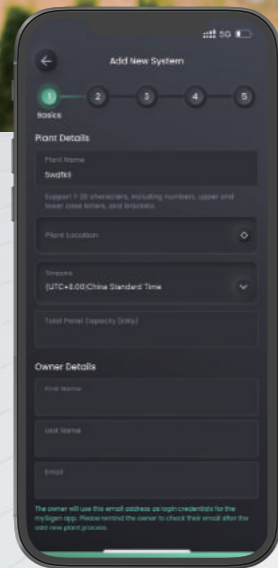 5G
Add New System
1
2
3
4
5
Basics
Plant Details
Plant Name
Swatkii
Support 1-20 characters, including numbers, upper and
lower case letters, and brackets.
Plant Location
Timezone
(UTC+8.00)China Standard Time
Total Panel Capacity (kWp)
Owner Details
First Name
Last Name
Email
The owner will use this email address as login credentials for the
mySigen app. Please remind the owner to check their email after the
add new plant process.